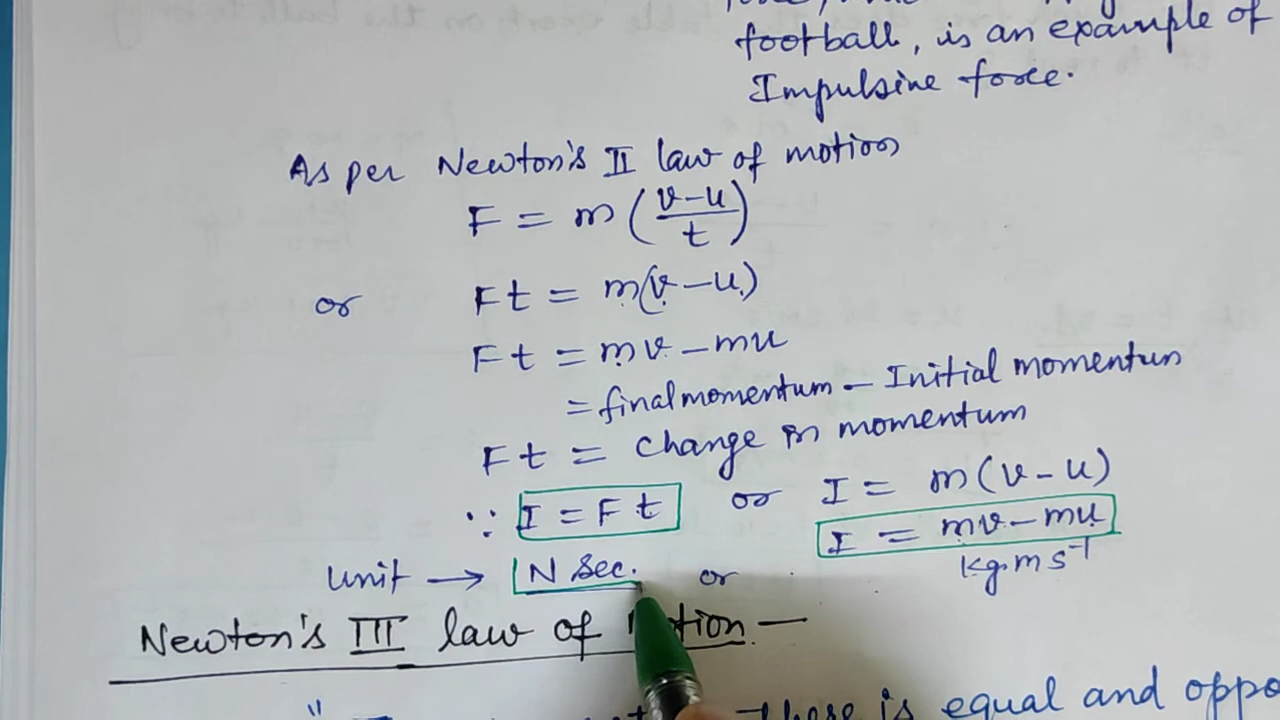 football, is an example of
Impulsive force.
As per Newton's II law of motion
F = m (v-u/t)
or Ft = m(v-u)
Ft = mv-mu
= final momentum - Initial momentum
Ft = change in momentum
∵ I = Ft or I = m(v-u)
I = mv-mu
Unit → N Sec. or kg.ms⁻¹
Newton's III law of
" is equal and oppo